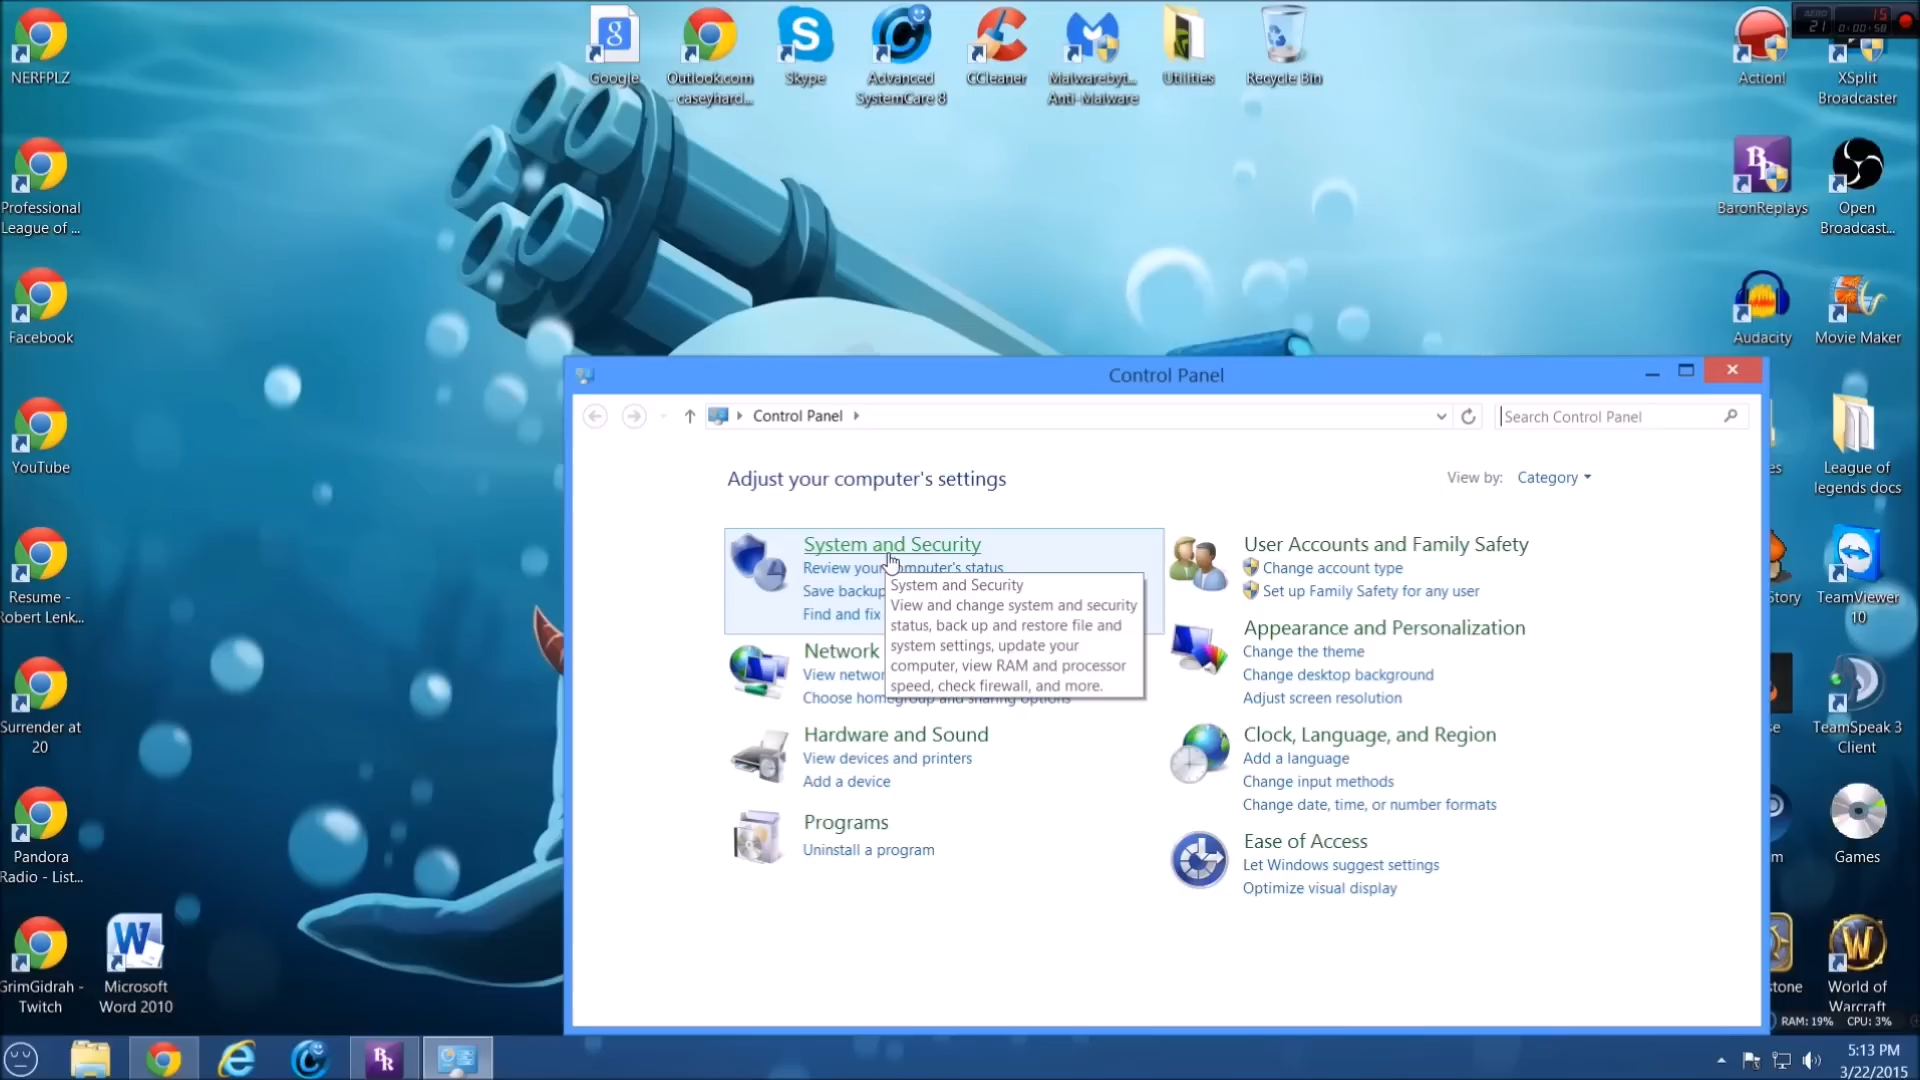 NERFPLZ
Professional
League of ...
Facebook
YouTube
Resume -
Robert Lenk...
Surrender at
20
Pandora
Radio - List...
GrimGidrah -
Twitch
Microsoft
Word 2010
Google
Outlook.com
- caseyhard...
Skype
Advanced
SystemCare 8
CCleaner
Malwarebyt...
Anti-Malware
Utilities
Recycle Bin
21
15
0:00:58
Action!
XSplit
Broadcaster
BaronReplays
Open
Broadcast...
Audacity
Movie Maker
League of
legends docs
TeamViewer
10
TeamSpeak 3
Client
Games
World of
Warcraft
es
Story
se
m
stone
Control Panel
Control Panel
Search Control Panel
Adjust your computer's settings
View by: Category
System and Security
Review your computer's status
Save backup
Find and fix
System and Security
View and change system and security
status, back up and restore file and
system settings, update your
computer, view RAM and processor
speed, check firewall, and more.
Network
View networ
Choose homegroup and sharing options
Hardware and Sound
View devices and printers
Add a device
Programs
Uninstall a program
User Accounts and Family Safety
Change account type
Set up Family Safety for any user
Appearance and Personalization
Change the theme
Change desktop background
Adjust screen resolution
Clock, Language, and Region
Add a language
Change input methods
Change date, time, or number formats
Ease of Access
Let Windows suggest settings
Optimize visual display
RAM: 19% CPU: 3%
5:13 PM
3/22/2015